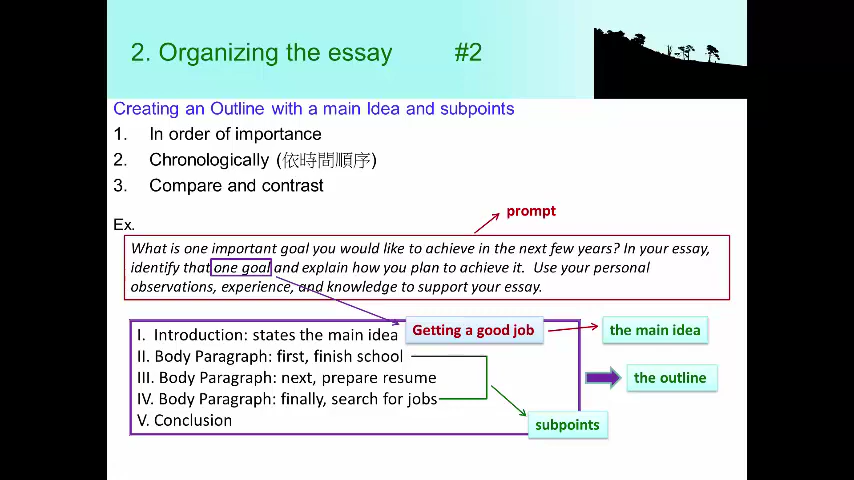 2. Organizing the essay #2
Creating an Outline with a main Idea and subpoints
1. In order of importance
2. Chronologically (依時間順序)
3. Compare and contrast
prompt
Ex.
What is one important goal you would like to achieve in the next few years? In your essay,
identify that one goal and explain how you plan to achieve it. Use your personal
observations, experience, and knowledge to support your essay.
I. Introduction: states the main idea
Getting a good job
the main idea
II. Body Paragraph: first, finish school
III. Body Paragraph: next, prepare resume
the outline
IV. Body Paragraph: finally, search for jobs
V. Conclusion
subpoints